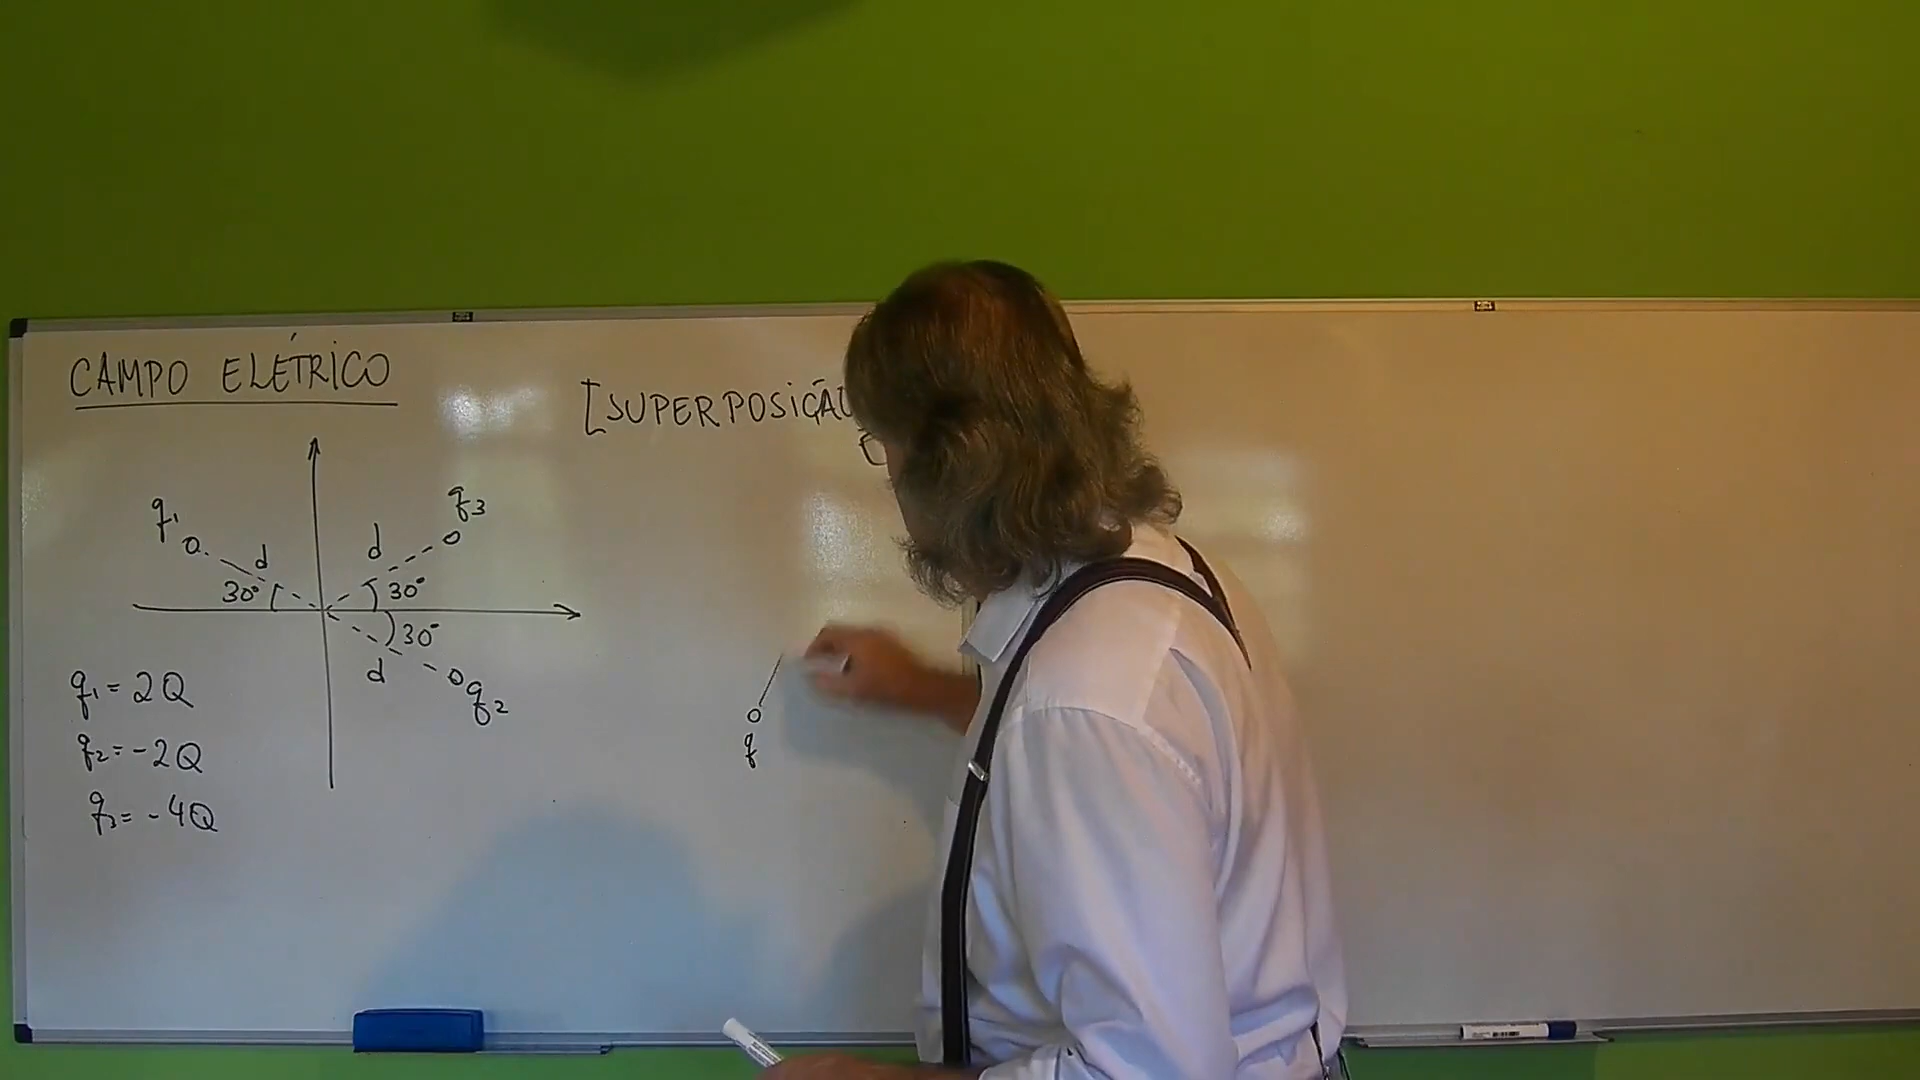 CAMPO ELÉTRICO
[SUPERPOSIÇÃO
q₁
q₃
d
d
30°
30°
30°
d
q₂
q₁ = 2Q
q₂ = -2Q
q₃ = -4Q
q